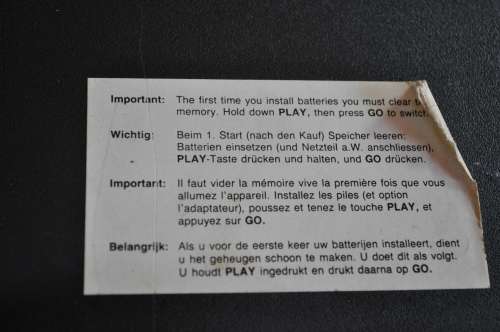 Important: The first time you install batteries you must clear
memory. Hold down PLAY, then press GO to switch
Wichtig: Beim 1. Start (nach den Kauf) Speicher leeren:
Batterien einsetzen (und Netzteil a.W. anschliessen),
PLAY-Taste drücken und halten, und GO drücken.
Important: Il faut vider la mémoire vive la première fois que vous
allumez l'appareil. Installez les piles (et option
l'adaptateur), poussez et tenez le touche PLAY, et
appuyez sur GO.
Belangrijk: Als u voor de eerste keer uw batterijen installeert, dient
u het geheugen schoon te maken. U doet dit als volgt.
U houdt PLAY ingedrukt en drukt daarna op GO.